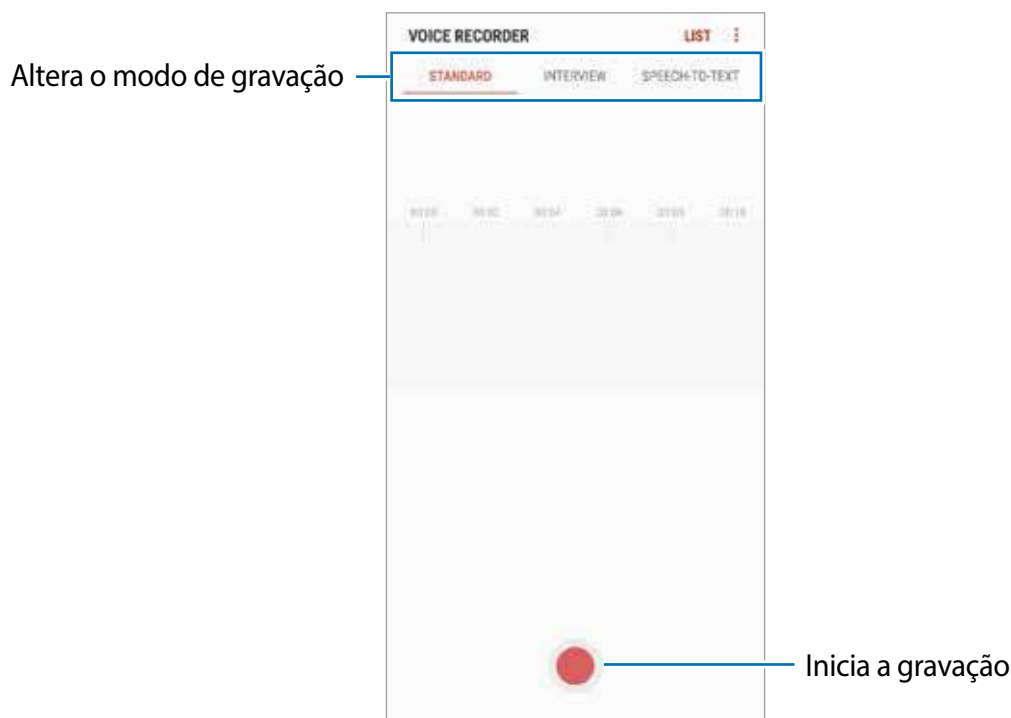 VOICE RECORDER LIST
Altera o modo de gravação
STANDARD INTERVIEW SPEECH-TO-TEXT
Inicia a gravação